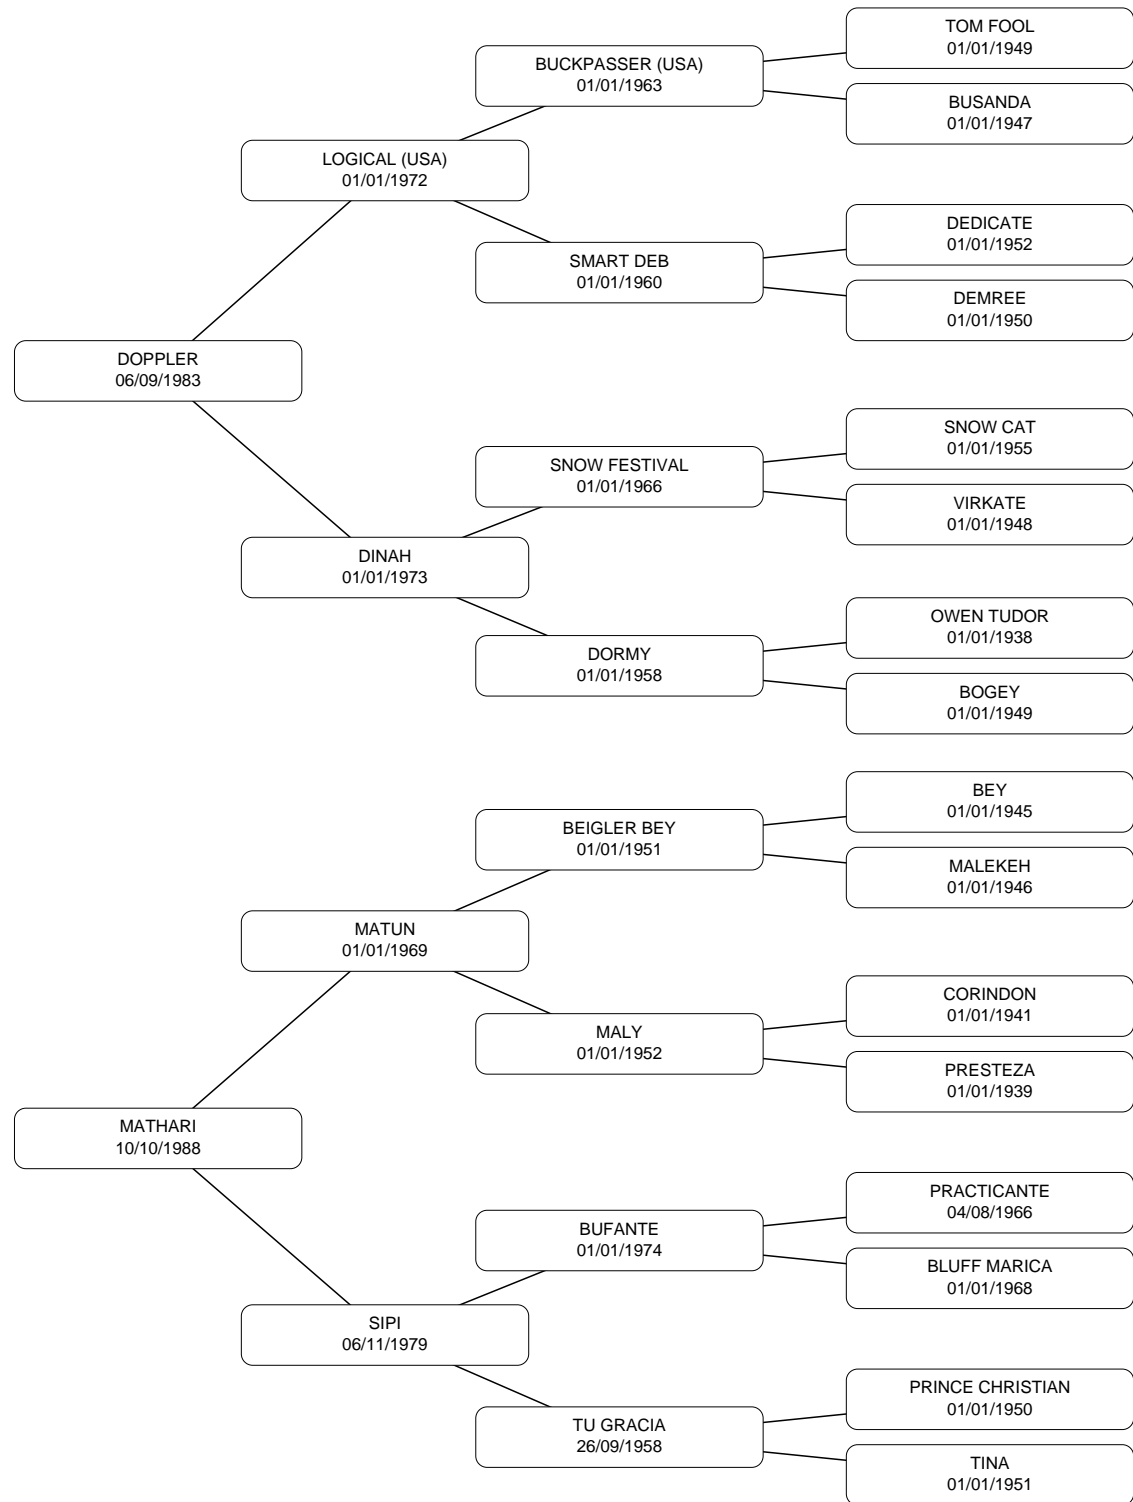 TOM FOOL
01/01/1949
BUCKPASSER (USA)
01/01/1963
BUSANDA
01/01/1947
LOGICAL (USA)
01/01/1972
DEDICATE
01/01/1952
SMART DEB
01/01/1960
DEMREE
01/01/1950
DOPPLER
06/09/1983
SNOW CAT
01/01/1955
SNOW FESTIVAL
01/01/1966
VIRKATE
01/01/1948
DINAH
01/01/1973
OWEN TUDOR
01/01/1938
DORMY
01/01/1958
BOGEY
01/01/1949
BEY
01/01/1945
BEIGLER BEY
01/01/1951
MALEKEH
01/01/1946
MATUN
01/01/1969
CORINDON
01/01/1941
MALY
01/01/1952
PRESTEZA
01/01/1939
MATHARI
10/10/1988
PRACTICANTE
04/08/1966
BUFANTE
01/01/1974
BLUFF MARICA
01/01/1968
SIPI
06/11/1979
PRINCE CHRISTIAN
01/01/1950
TU GRACIA
26/09/1958
TINA
01/01/1951